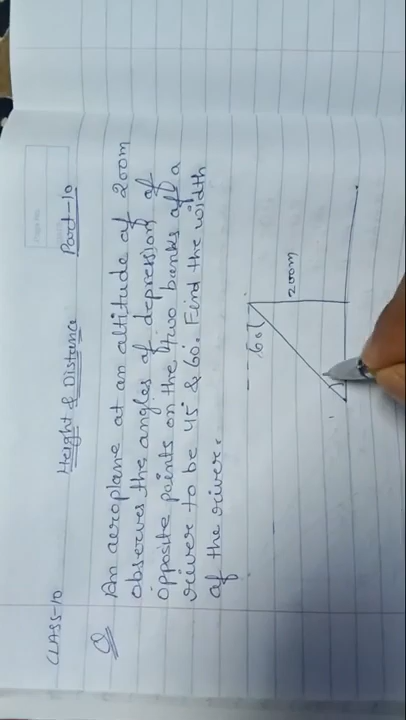 CLASS-10
Height & Distance Part-10
Q An aeroplane at an altitude of 200m
observes the angles of depression of
opposite points on the two banks of a
river to be 45° & 60°. Find the width
of the river.
60°
200m